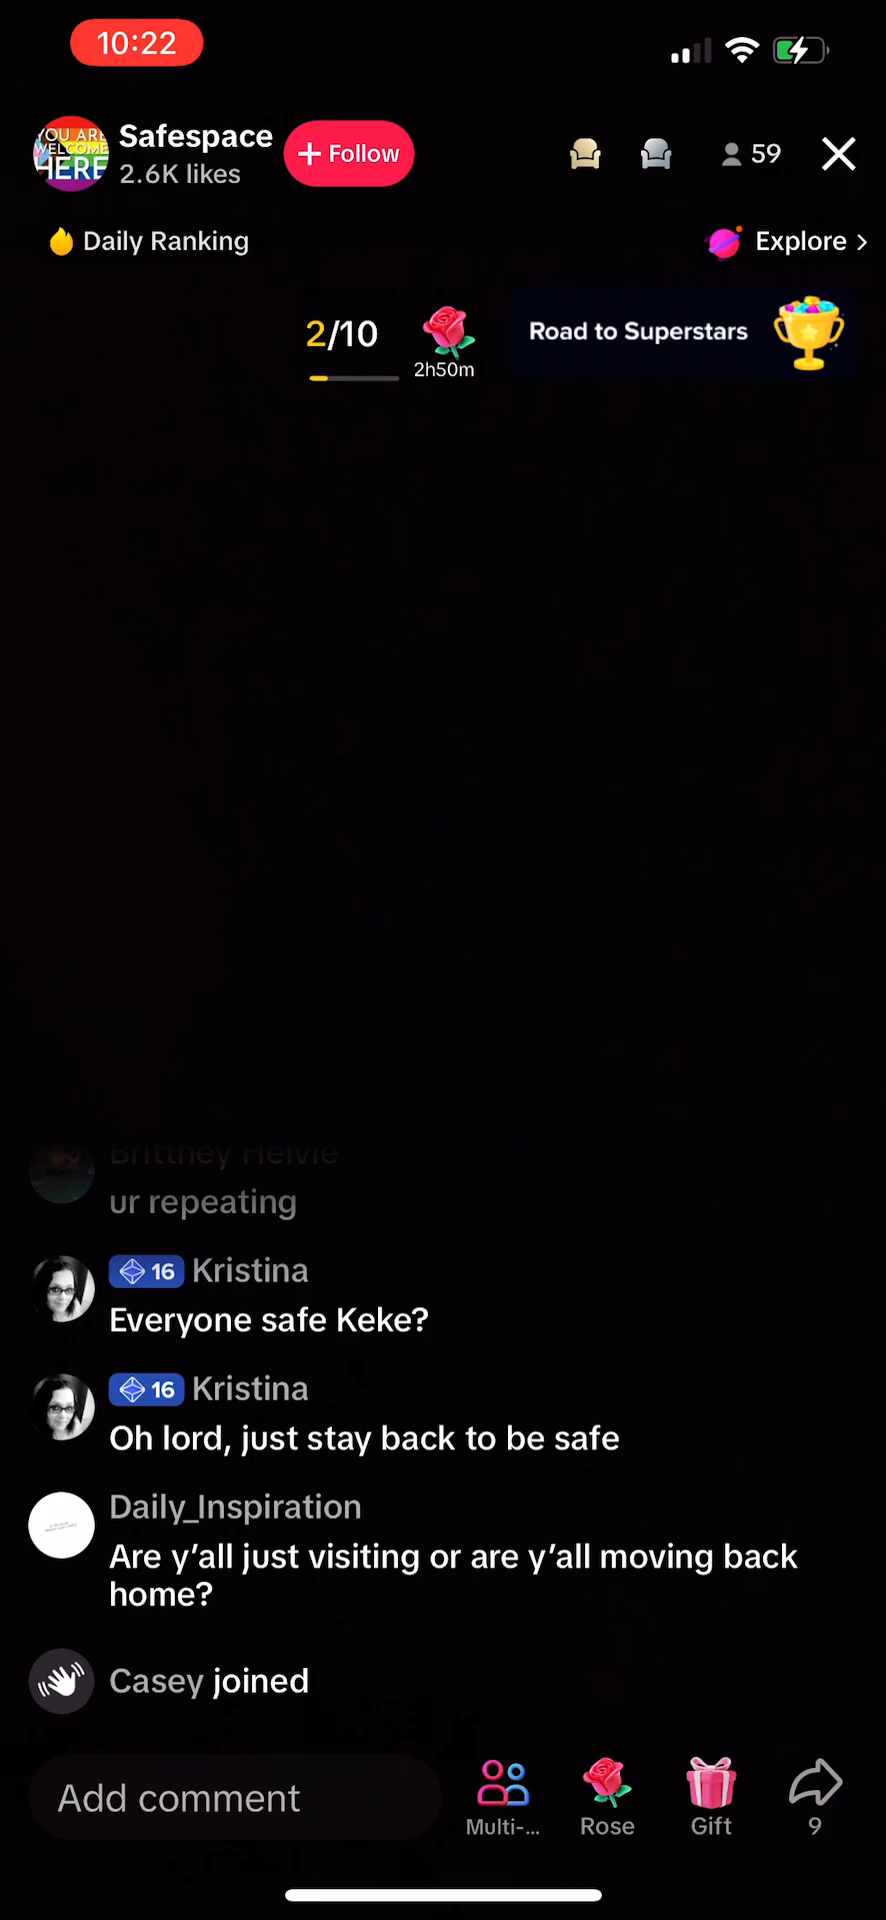 10:22
YOU ARE
WELCOME
HERE
Safespace
2.6K likes
+ Follow
59
Daily Ranking
Explore >
2/10
2h50m
Road to Superstars
Brittney Helvie
ur repeating
16 Kristina
Everyone safe Keke?
16 Kristina
Oh lord, just stay back to be safe
Daily_Inspiration
Are y’all just visiting or are y’all moving back
home?
Casey joined
Add comment
Multi-...
Rose
Gift
9